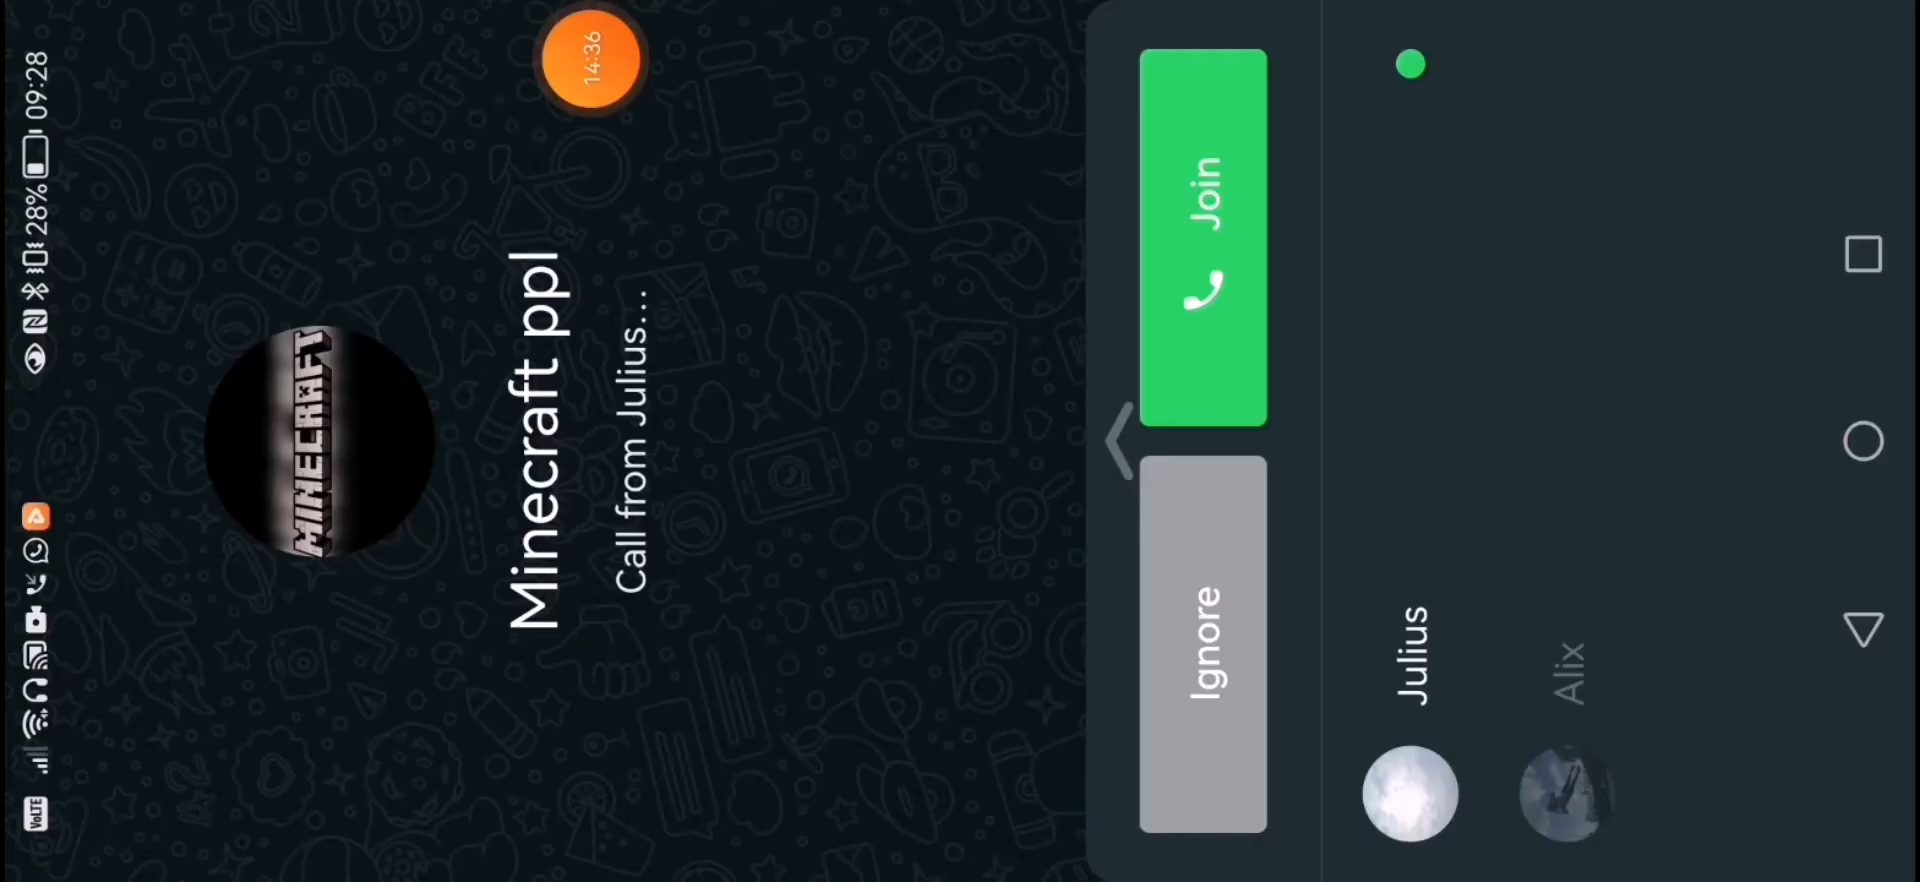 VoLTE
28%
09:28
14:36
MINECRAFT
Minecraft ppl
Call from Julius...
Ignore
Join
Julius
Alix